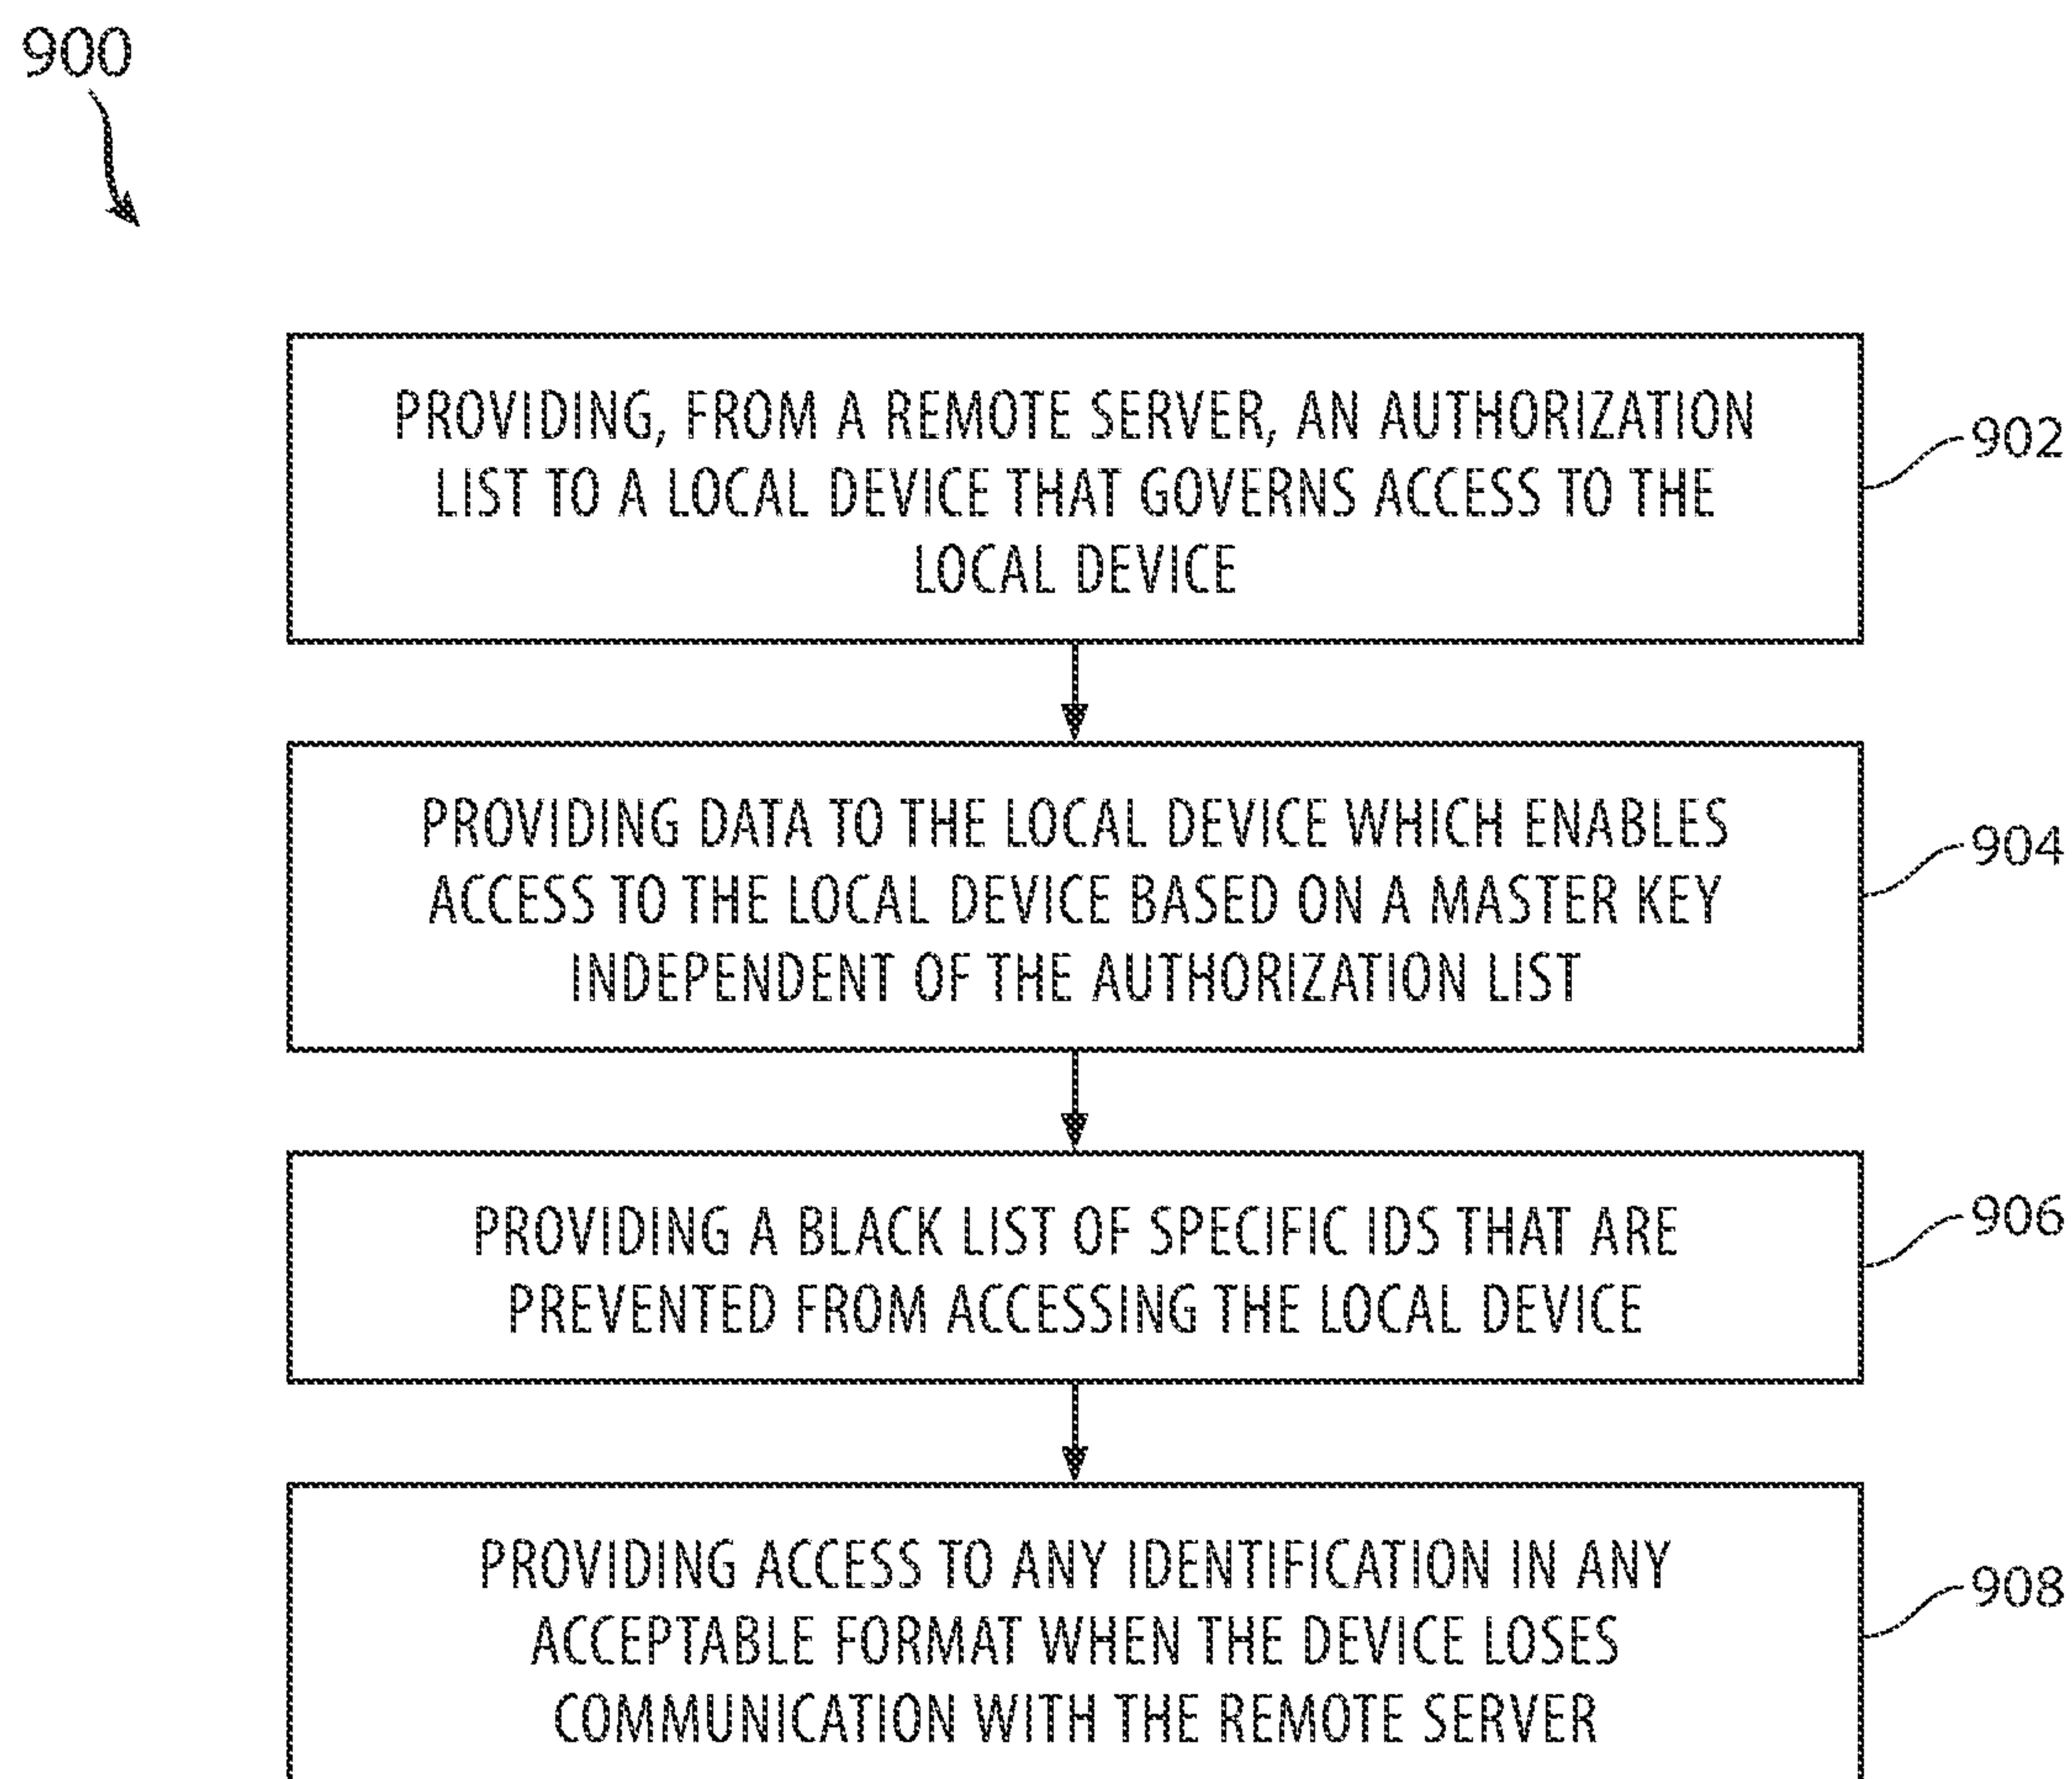 900
PROVIDING, FROM A REMOTE SERVER, AN AUTHORIZATION
LIST TO A LOCAL DEVICE THAT GOVERNS ACCESS TO THE
LOCAL DEVICE
902
PROVIDING DATA TO THE LOCAL DEVICE WHICH ENABLES
ACCESS TO THE LOCAL DEVICE BASED ON A MASTER KEY
INDEPENDENT OF THE AUTHORIZATION LIST
904
PROVIDING A BLACK LIST OF SPECIFIC IDS THAT ARE
PREVENTED FROM ACCESSING THE LOCAL DEVICE
906
PROVIDING ACCESS TO ANY IDENTIFICATION IN ANY
ACCEPTABLE FORMAT WHEN THE DEVICE LOSES
COMMUNICATION WITH THE REMOTE SERVER
908